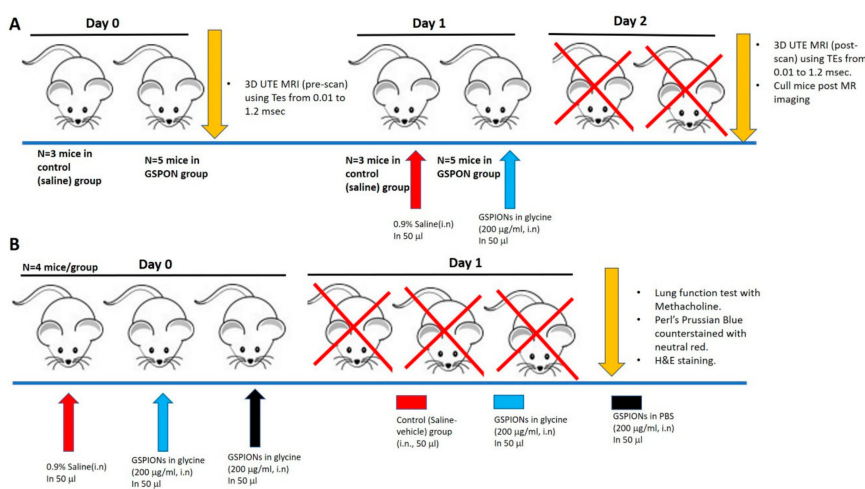 A
Day 0
Day 1
Day 2
• 3D UTE MRI (pre-scan)
using Tes from 0.01 to
1.2 msec
• 3D UTE MRI (post-
scan) using TEs from
0.01 to 1.2 msec.
• Cull mice post MR
imaging
N=3 mice in
control
(saline) group
N=5 mice in
GSPON group
N=3 mice in
control
(saline) group
N=5 mice in
GSPON group
0.9% Saline(i.n)
In 50 µl
GSPIONs in glycine
(200 µg/ml, i.n)
In 50 µl
B
N=4 mice/group
Day 0
Day 1
• Lung function test with
Methacholine.
• Perl's Prussian Blue
counterstained with
neutral red.
• H&E staining.
0.9% Saline(i.n)
In 50 µl
GSPIONs in glycine
(200 µg/ml, i.n)
In 50 µl
GSPIONs in glycine
(200 µg/ml, i.n)
In 50 µl
Control (Saline-
vehicle) group
(i.n., 50 µl)
GSPIONs in glycine
(200 µg/ml, i.n)
In 50 µl
GSPIONs in PBS
(200 µg/ml, i.n)
In 50 µl